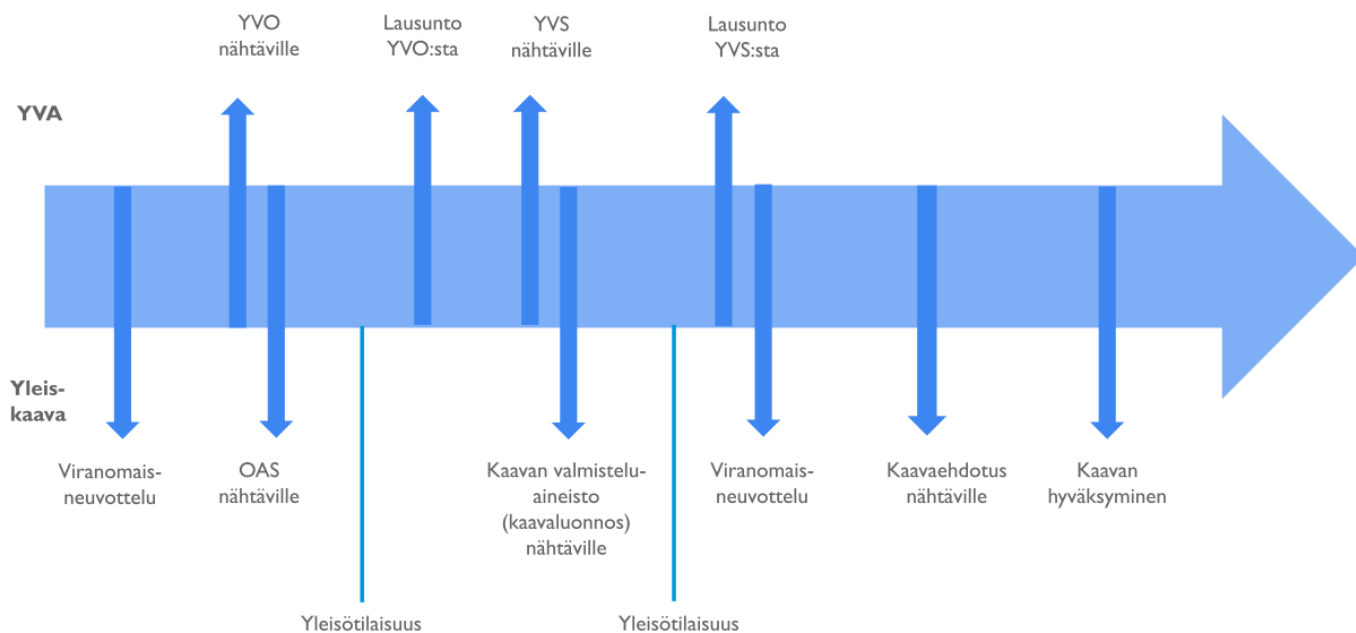 YVO
nähtäville
Lausunto
YVO:sta
YVS
nähtäville
Lausunto
YVS:sta
YVA
Yleis-
kaava
Viranomais-
neuvottelu
OAS
nähtäville
Kaavan valmistelu-
aineisto
(kaavaluonnos)
nähtäville
Viranomais-
neuvottelu
Kaavaehdotus
nähtäville
Kaavan
hyväksyminen
Yleisötilaisuus
Yleisötilaisuus